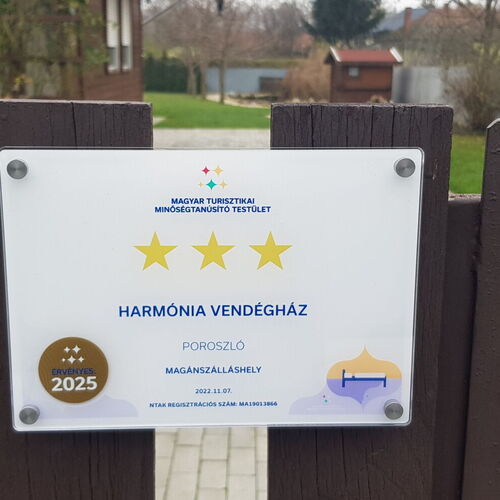 MAGYAR TURISZTIKAI
MINŐSÉGTANÚSÍTÓ TESTÜLET
HARMÓNIA VENDÉGHÁZ
POROSZLÓ
MAGÁNSZÁLLÁSHELY
2022.11.07.
NTAK REGISZTRÁCIÓS SZÁM: MA19013866
ÉRVÉNYES:
2025